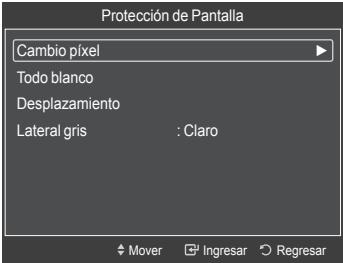 Protección de Pantalla
Cambio píxel
Todo blanco
Desplazamiento
Lateral gris : Claro
Mover Ingresar Regresar